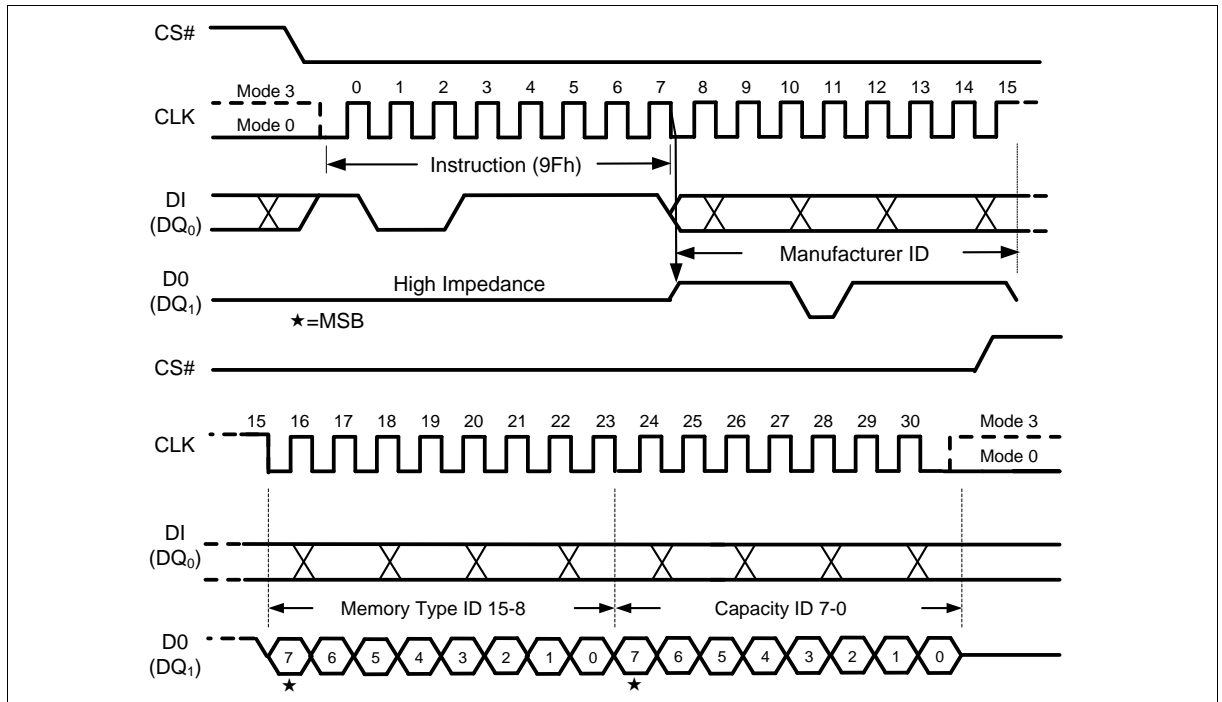 CS#
Mode 3
0 1 2 3 4 5 6 7 8 9 10 11 12 13 14 15
CLK
Mode 0
Instruction (9Fh)
DI
(DQ0)
Manufacturer ID
D0
(DQ1)
High Impedance
★=MSB
CS#
15 16 17 18 19 20 21 22 23 24 25 26 27 28 29 30
Mode 3
CLK
Mode 0
DI
(DQ0)
Memory Type ID 15-8
Capacity ID 7-0
D0
(DQ1)
7 6 5 4 3 2 1 0 7 6 5 4 3 2 1 0
★ ★